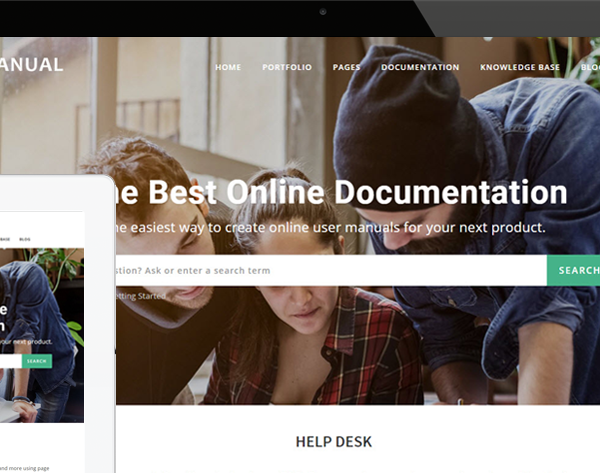 ANUAL
HOME PORTFOLIO PAGES DOCUMENTATION KNOWLEDGE BASE BLO
he Best Online Documentation
he easiest way to create online user manuals for your next product.
stion? Ask or enter a search term SEARCH
etting Started
HELP DESK
BASE BLOG
e
n
your next product.
SEARCH
nd more using page